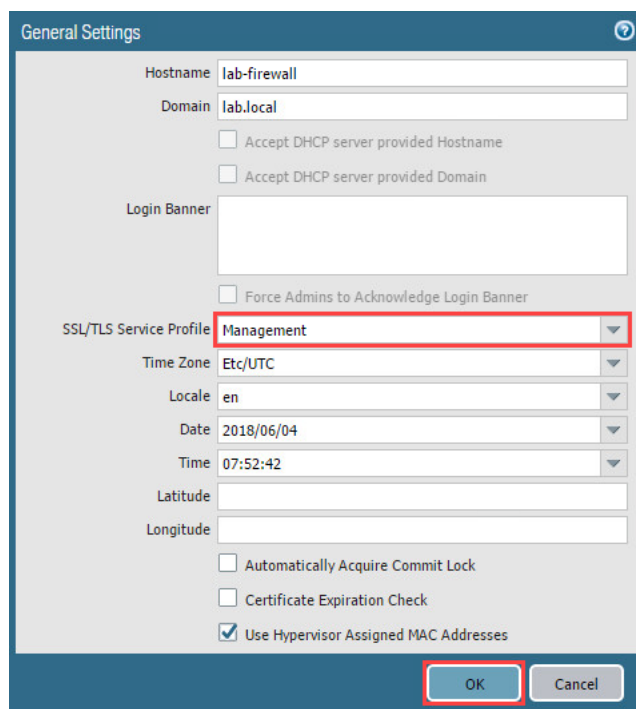 General Settings
Hostname lab-firewall
Domain lab.local
Accept DHCP server provided Hostname
Accept DHCP server provided Domain
Login Banner
Force Admins to Acknowledge Login Banner
SSL/TLS Service Profile Management
Time Zone Etc/UTC
Locale en
Date 2018/06/04
Time 07:52:42
Latitude
Longitude
Automatically Acquire Commit Lock
Certificate Expiration Check
Use Hypervisor Assigned MAC Addresses
OK Cancel